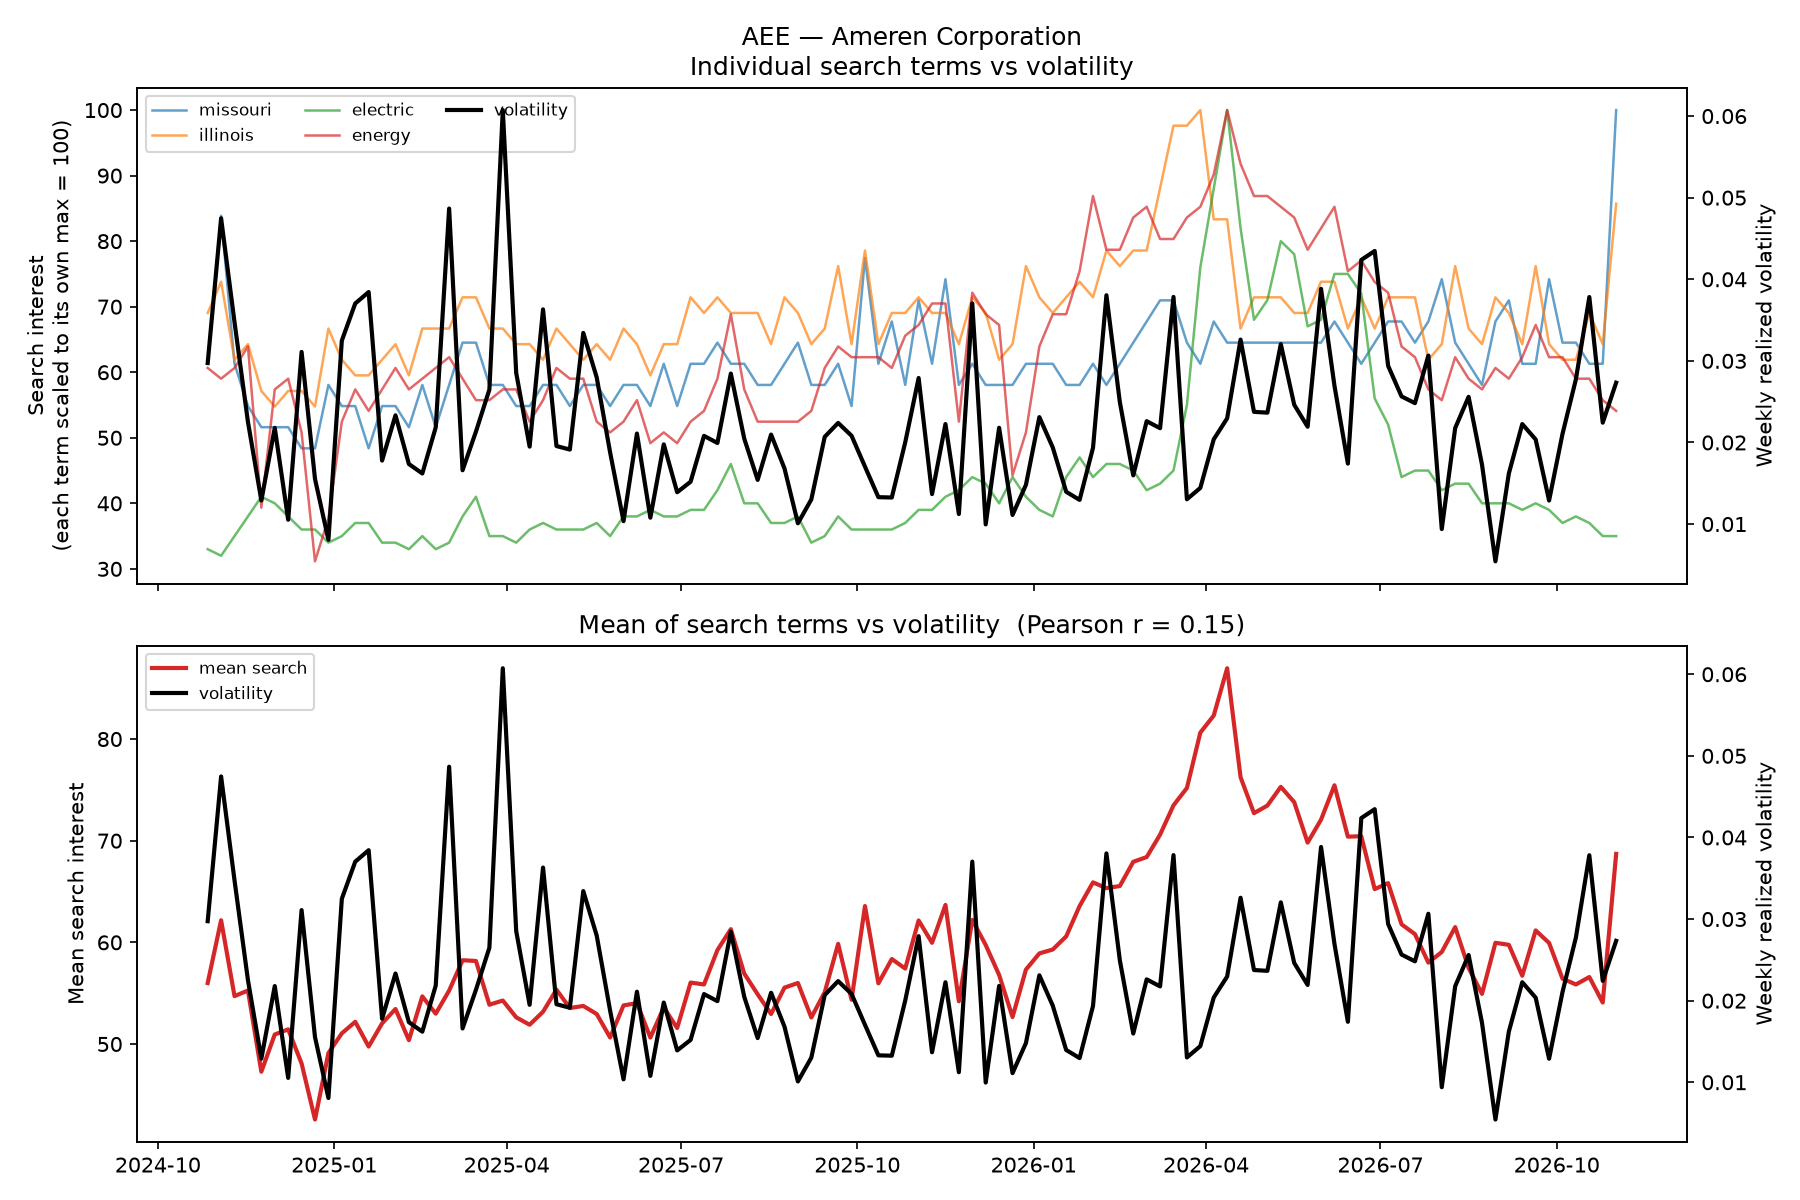 AEE — Ameren Corporation
Individual search terms vs volatility
missouri
illinois
electric
energy
volatility
Search interest
(each term scaled to its own max = 100)
100
90
80
70
60
50
40
30
0.06
0.05
0.04
0.03
0.02
0.01
Weekly realized volatility
Mean of search terms vs volatility (Pearson r = 0.15)
mean search
volatility
Mean search interest
80
70
60
50
0.06
0.05
0.04
0.03
0.02
0.01
Weekly realized volatility
2024-10
2025-01
2025-04
2025-07
2025-10
2026-01
2026-04
2026-07
2026-10